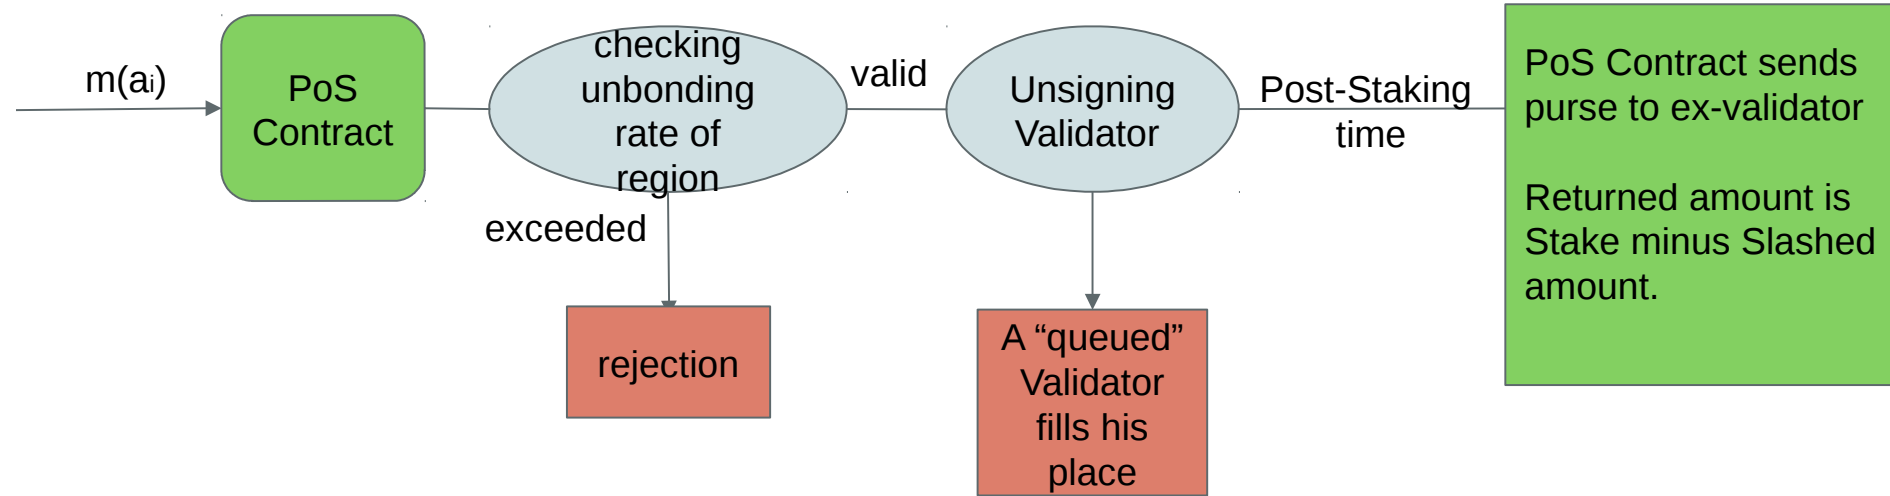 m(ai)
PoS
Contract
checking
unbonding
rate of
region
valid
Unsigning
Validator
Post-Staking
time
PoS Contract sends
purse to ex-validator
Returned amount is
Stake minus Slashed
amount.
exceeded
rejection
A “queued”
Validator
fills his
place